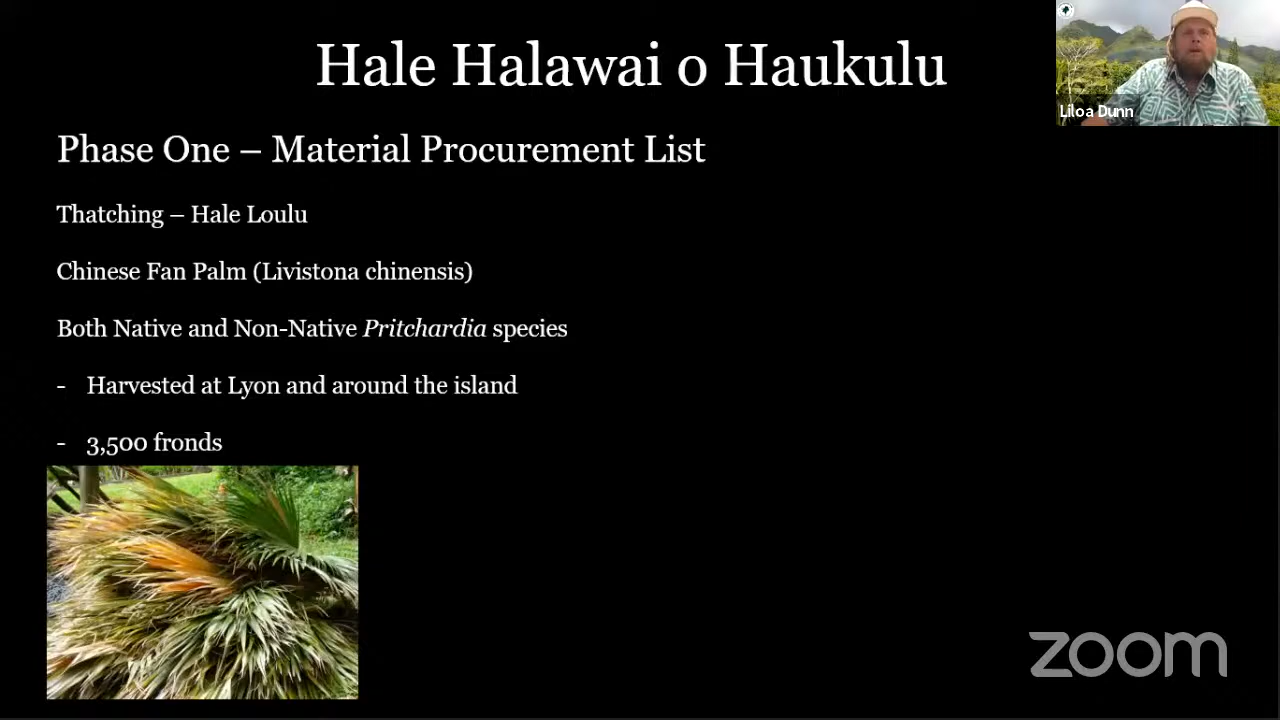 Hale Halawai o Haukulu
Liloa Dunn
Phase One – Material Procurement List
Thatching – Hale Loulu
Chinese Fan Palm (Livistona chinensis)
Both Native and Non-Native Pritchardia species
- Harvested at Lyon and around the island
- 3,500 fronds
zoom